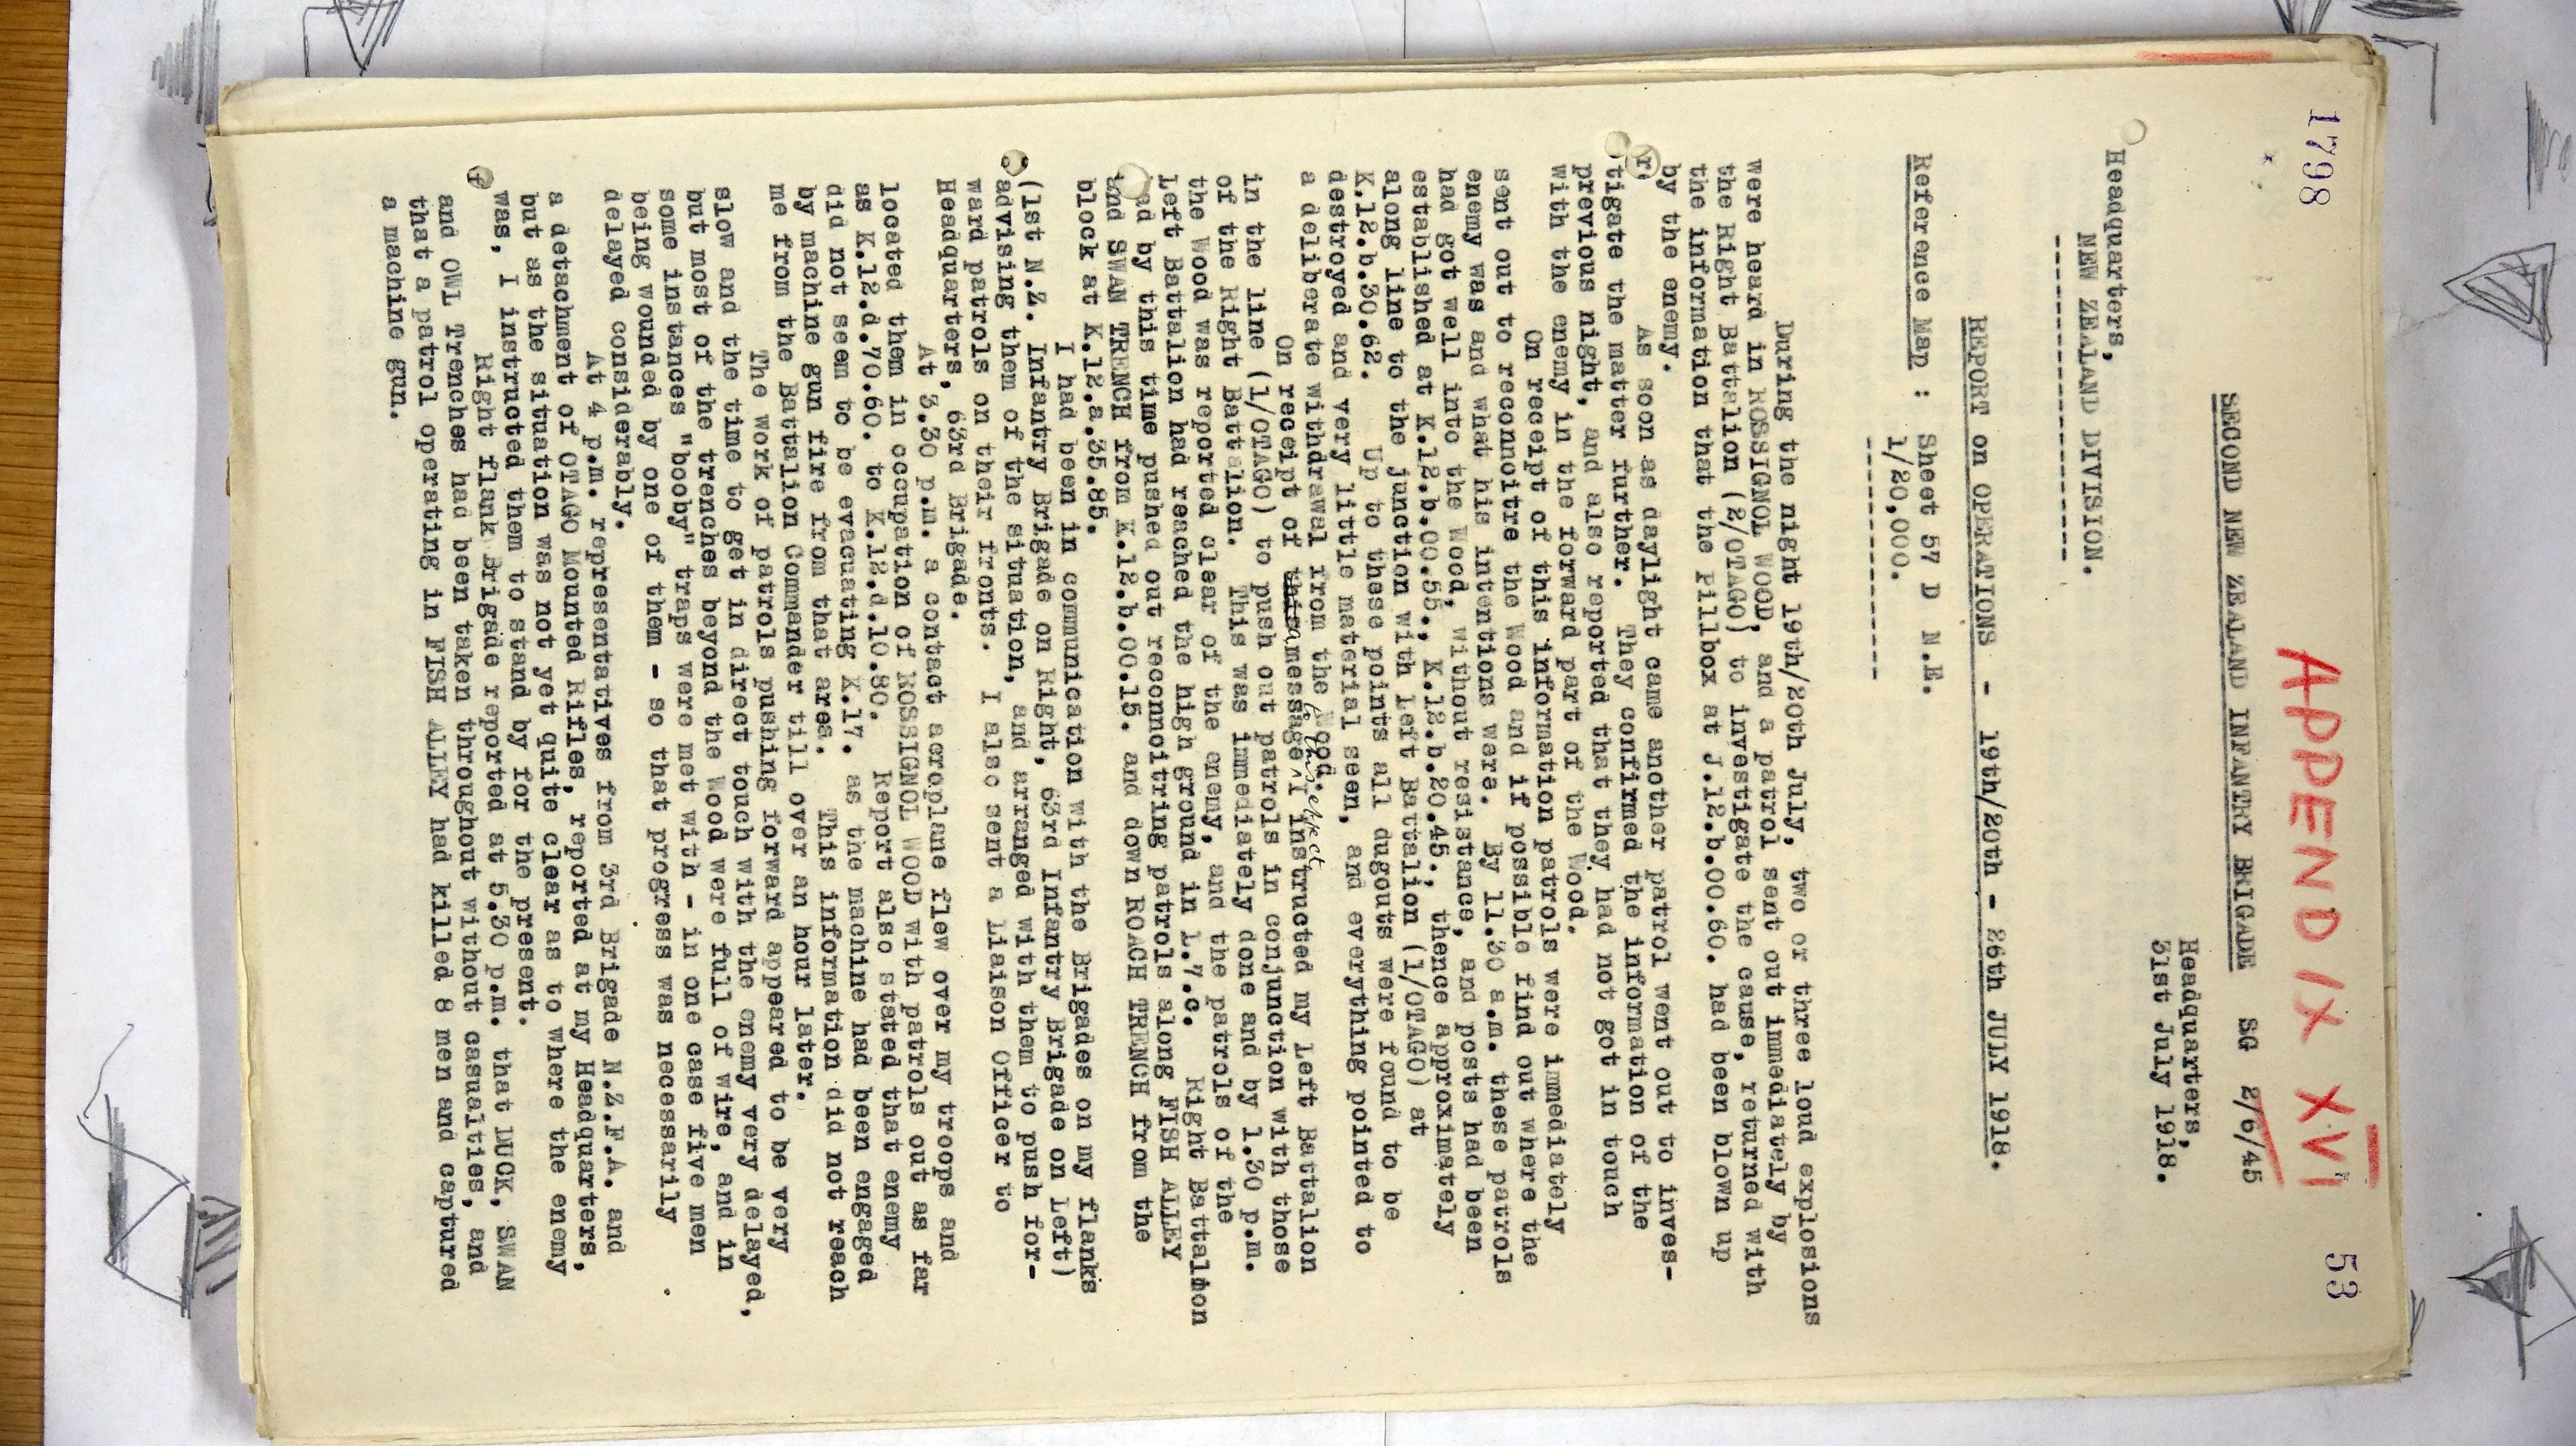 1798
53
APPENDIX XVI
SECOND NEW ZEALAND INFANTRY BRIGADE SG 2/6/45
Headquarters,
31st July 1918.
Headquarters,
NEW ZEALAND DIVISION.
--------------------------
REPORT on OPERATIONS - 19th/20th - 26th JULY 1918.
Reference Map : Sheet 57 D N.E.
1/20,000.
--------------------
During the night 19th/20th July, two or three loud explosions
were heard in ROSSIGNOL WOOD, and a patrol sent out immediately by
the Right Battalion (2/OTAGO) to investigate the cause, returned with
the information that the Pillbox at J.12.b.00.60. had been blown up
by the enemy.
As soon as daylight came another patrol went out to inves-
tigate the matter further. They confirmed the information of the
previous night, and also reported that they had not got in touch
with the enemy in the forward part of the Wood.
On receipt of this information patrols were immediately
sent out to reconnoitre the Wood and if possible find out where the
enemy was and what his intentions were. By 11.30 a.m. these patrols
had got well into the Wood, without resistance, and posts had been
established at K.12.b.00.55., K.12.b.20.45., thence approximately
along line to the junction with Left Battalion (1/OTAGO) at
K.12.b.30.62. Up to these points all dugouts were found to be
destroyed and very little material seen, and everything pointed to
a deliberate withdrawal from the Wood.
to this effect
On receipt of this message I instructed my Left Battalion
in the line (1/OTAGO) to push out patrols in conjunction with those
of the Right Battalion. This was immediately done and by 1.30 p.m.
the Wood was reported clear of the enemy, and the patrols of the
Left Battalion had reached the high ground in L.7.c. Right Battalion
had by this time pushed out reconnoitring patrols along FISH ALLEY
and SWAN TRENCH from K.12.b.00.15. and down ROACH TRENCH from the
block at K.12.a.35.85.
I had been in communication with the Brigades on my flanks
(1st N.Z. Infantry Brigade on Right, 63rd Infantry Brigade on Left)
advising them of the situation, and arranged with them to push for-
ward patrols on their fronts. I also sent a Liaison Officer to
Headquarters, 63rd Brigade.
At 3.30 p.m. a contact aeroplane flew over my troops and
located them in occupation of ROSSIGNOL WOOD with patrols out as far
as K.12.d.70.60. to K.12.d.10.80. Report also stated that enemy
did not seem to be evacuating K.17. as the machine had been engaged
by machine gun fire from that area. This information did not reach
me from the Battalion Commander till over an hour later.
The work of patrols pushing forward appeared to be very
slow and the time to get in direct touch with the enemy very delayed,
but most of the trenches beyond the Wood were full of wire, and in
some instances "booby" traps were met with - in one case five men
being wounded by one of them - so that progress was necessarily
delayed considerably.
At 4 p.m. representatives from 3rd Brigade N.Z.F.A. and
a detachment of OTAGO Mounted Rifles, reported at my Headquarters,
but as the situation was not yet quite clear as to where the enemy
was, I instructed them to stand by for the present.
Right flank Brigade reported at 5.30 p.m. that DUCK, SWAN
and OWL Trenches had been taken throughout without casualties, and
that a patrol operating in FISH ALLEY had killed 8 men and captured
a machine gun.